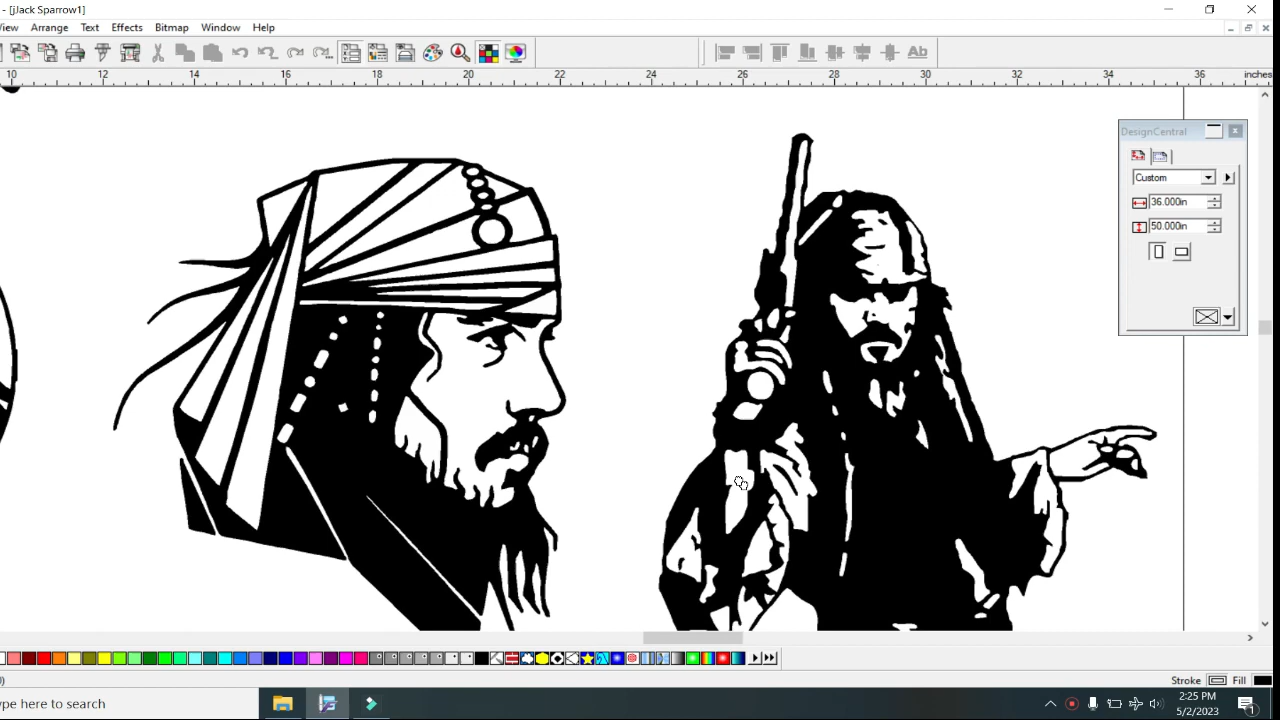 - [jJack Sparrow1]
View Arrange Text Effects Bitmap Window Help
Ab
10 12 14 16 18 20 22 24 26 28 30 32 34 36 inches
DesignCentral
Custom
36.000in
50.000in
Stroke Fill
ype here to search
2:25 PM
5/2/2023
1